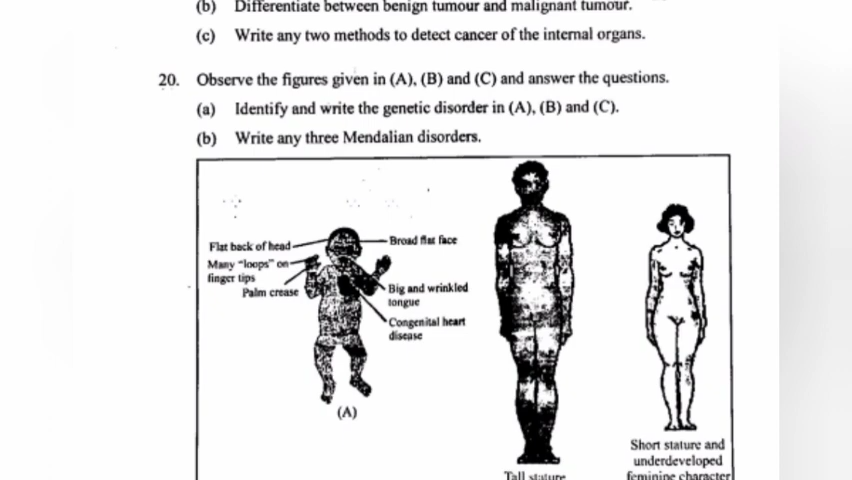 (b) Differentiate between benign tumour and malignant tumour.
(c) Write any two methods to detect cancer of the internal organs.
20. Observe the figures given in (A), (B) and (C) and answer the questions.
(a) Identify and write the genetic disorder in (A), (B) and (C).
(b) Write any three Mendalian disorders.
Flat back of head
Many "loops" on
finger tips
Palm crease
Broad flat face
Big and wrinkled
tongue
Congenital heart
disease
(A)
Tall stature
Short stature and
underdeveloped
feminine character